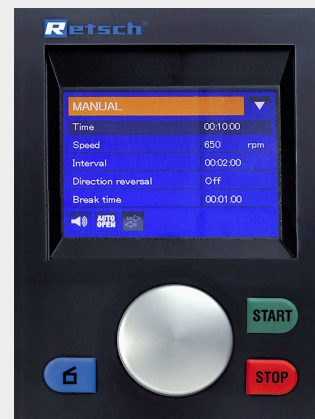 Retsch®
MANUAL
Time 00:10:00
Speed 650 rpm
Interval 00:02:00
Direction reversal Off
Break time 00:01:00
AUTO
OPEN
START
STOP